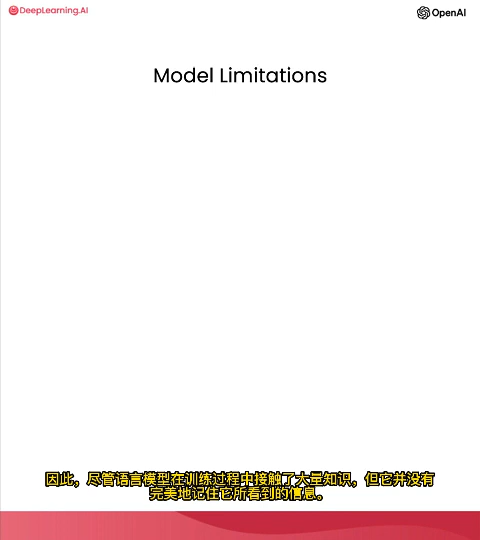 DeepLearning.AI
OpenAI
Model Limitations
因此，尽管语言模型在训练过程中接触了大量知识，但它并没有
完美地记住它所看到的信息。